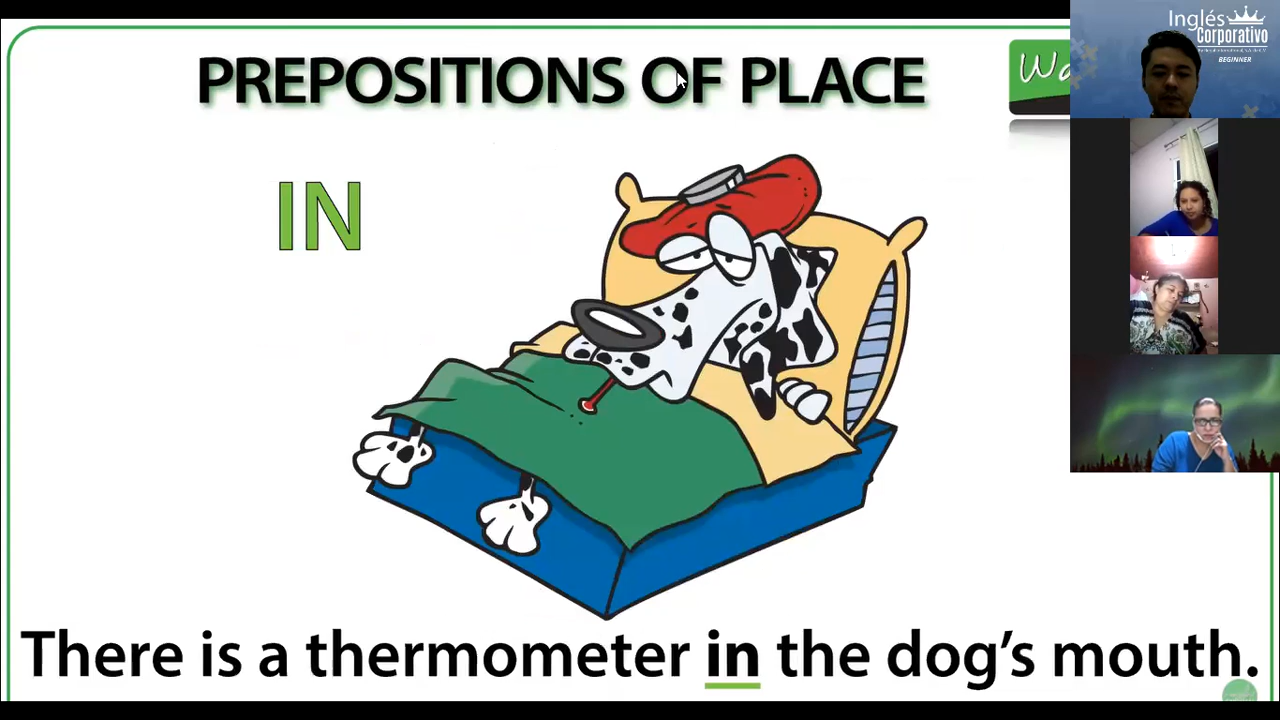 PREPOSITIONS OF PLACE
IN
There is a thermometer in the dog's mouth.
Inglés
Corporativo
BEGINNER